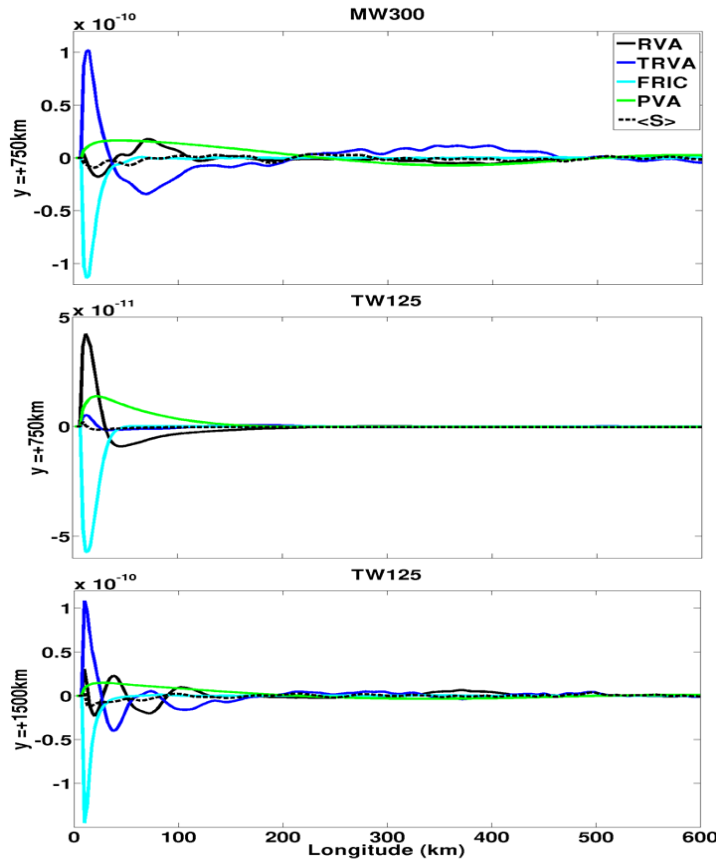 MW300
x 10⁻¹⁰
1
0.5
0
-0.5
-1
y =+750km
RVA
TRVA
FRIC
PVA
<S>
TW125
x 10⁻¹¹
5
0
-5
y =+750km
TW125
x 10⁻¹⁰
1
0.5
0
-0.5
-1
y =+1500km
0 100 200 300 400 500 600
Longitude (km)